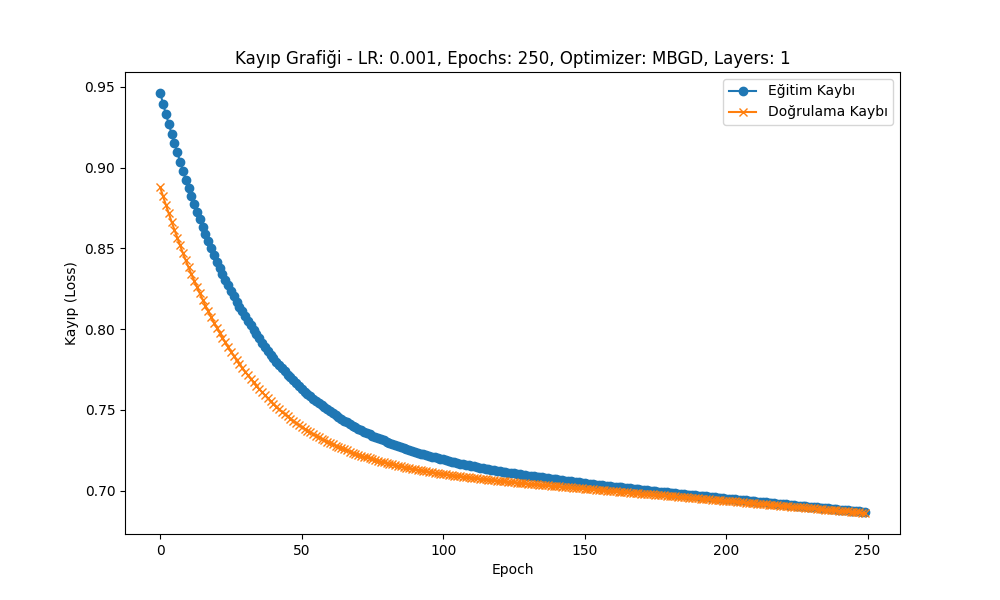 Kayıp Grafiği - LR: 0.001, Epochs: 250, Optimizer: MBGD, Layers: 1
Eğitim Kaybı
Doğrulama Kaybı
Kayıp (Loss)
0.95
0.90
0.85
0.80
0.75
0.70
0 50 100 150 200 250
Epoch